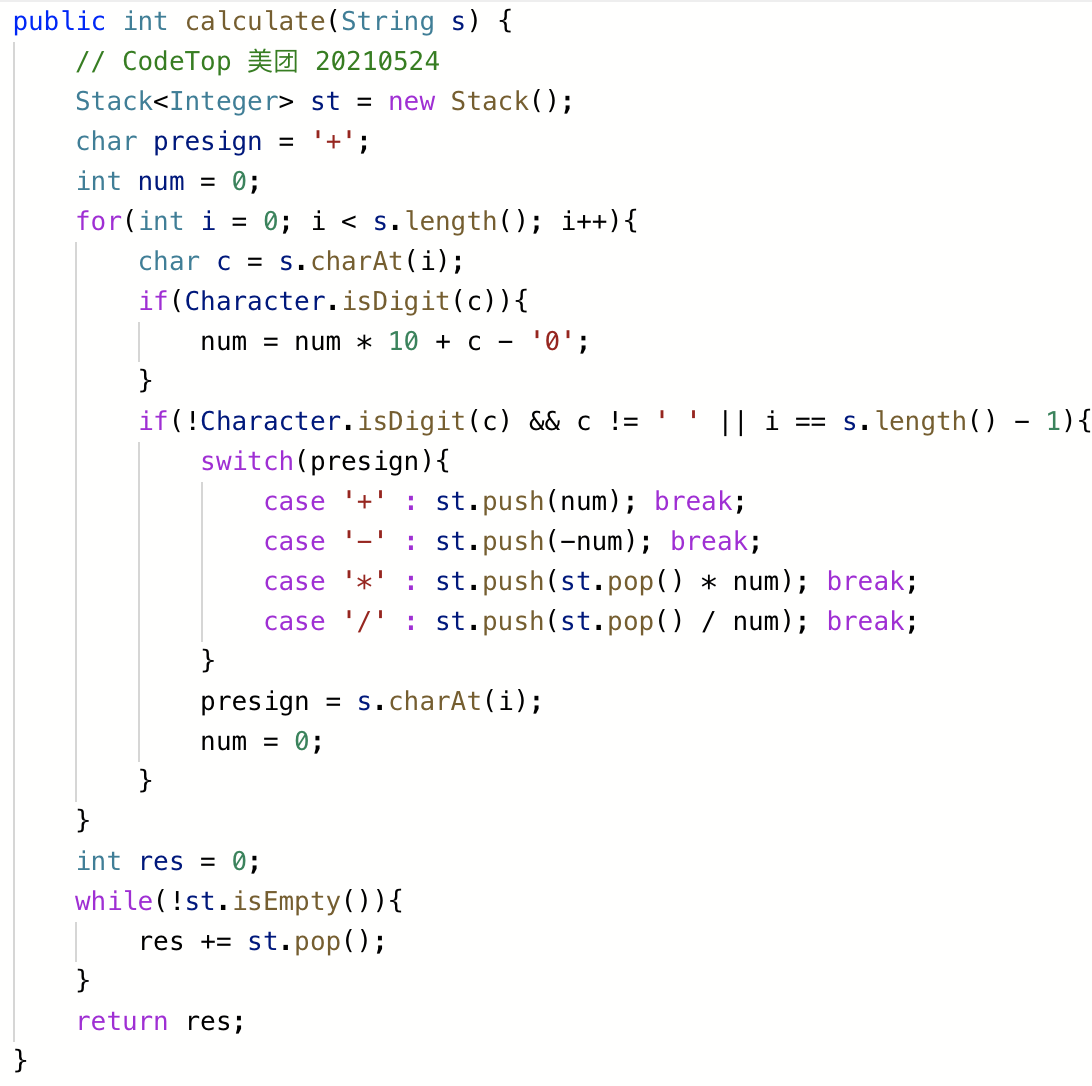 public int calculate(String s) {
    // CodeTop 美团 20210524
    Stack<Integer> st = new Stack();
    char presign = '+';
    int num = 0;
    for(int i = 0; i < s.length(); i++){
        char c = s.charAt(i);
        if(Character.isDigit(c)){
            num = num * 10 + c - '0';
        }
        if(!Character.isDigit(c) && c != ' ' || i == s.length() - 1){
            switch(presign){
                case '+' : st.push(num); break;
                case '-' : st.push(-num); break;
                case '*' : st.push(st.pop() * num); break;
                case '/' : st.push(st.pop() / num); break;
            }
            presign = s.charAt(i);
            num = 0;
        }
    }
    int res = 0;
    while(!st.isEmpty()){
        res += st.pop();
    }
    return res;
}